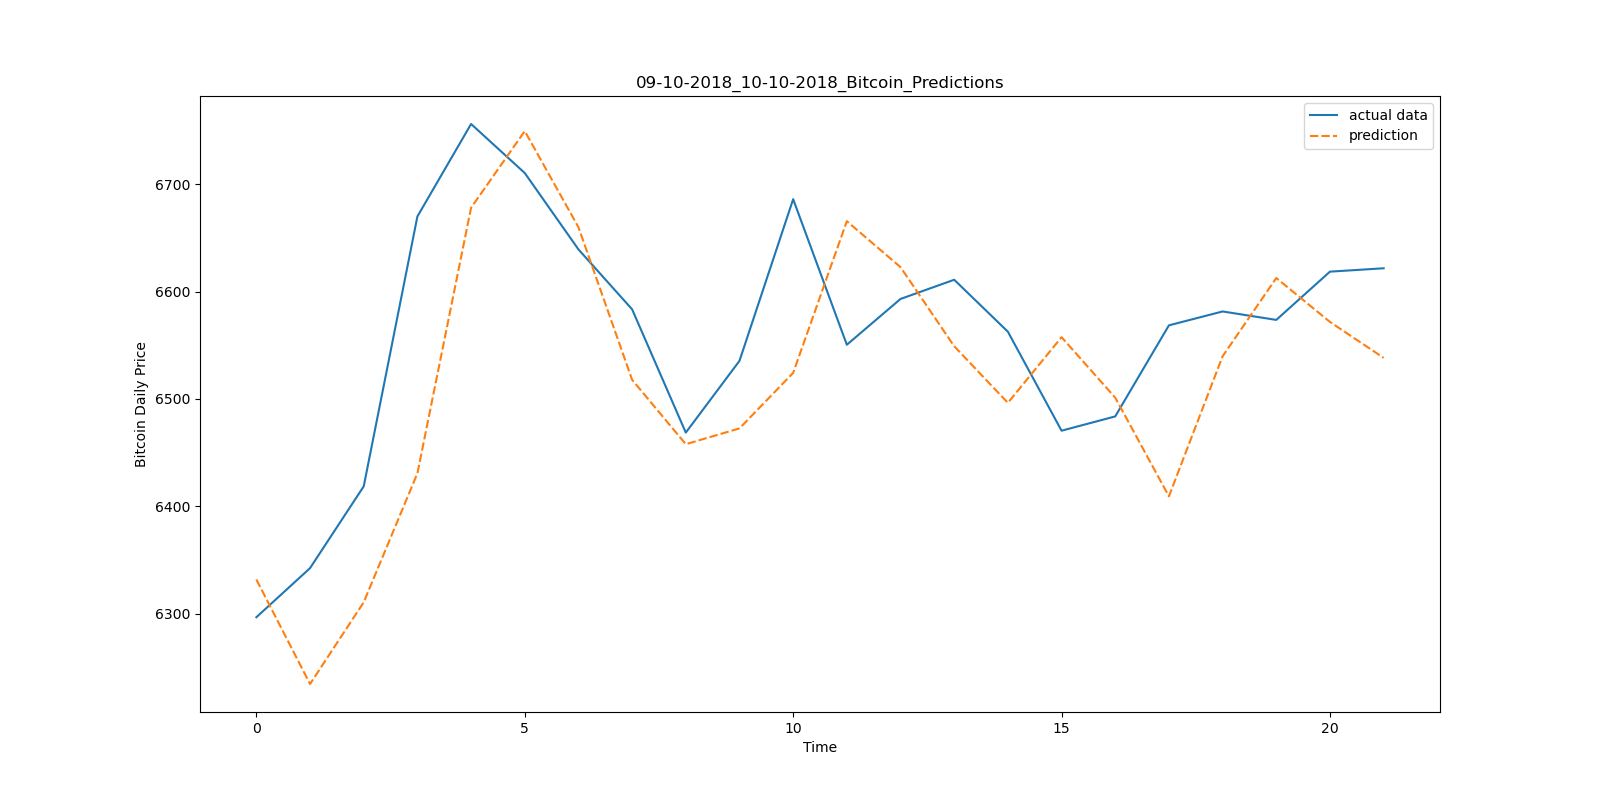 09-10-2018_10-10-2018_Bitcoin_Predictions
actual data
prediction
Bitcoin Daily Price
6700
6600
6500
6400
6300
0 5 10 15 20
Time